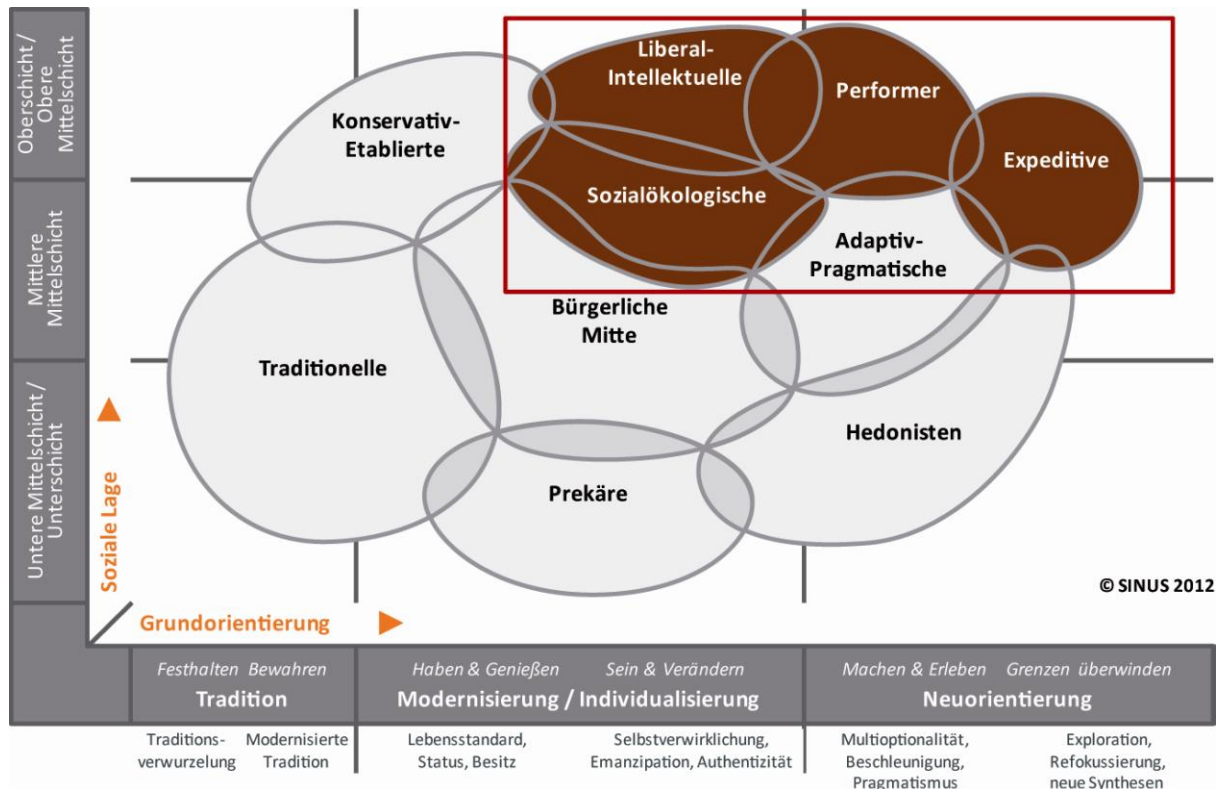 Oberschicht /
Obere
Mittelschicht
Mittlere
Mittelschicht
Untere Mittelschicht /
Unterschicht
Soziale Lage
Liberal-
Intellektuelle
Performer
Konservativ-
Etablierte
Expeditive
Sozialökologische
Adaptiv-
Pragmatische
Bürgerliche
Mitte
Traditionelle
Hedonisten
Prekäre
© SINUS 2012
Grundorientierung
Festhalten Bewahren
Tradition
Haben & Genießen Sein & Verändern
Modernisierung / Individualisierung
Machen & Erleben Grenzen überwinden
Neuorientierung
Traditions-
verwurzelung
Modernisierte
Tradition
Lebensstandard,
Status, Besitz
Selbstverwirklichung,
Emanzipation, Authentizität
Multioptionalität,
Beschleunigung,
Pragmatismus
Exploration,
Refokussierung,
neue Synthesen